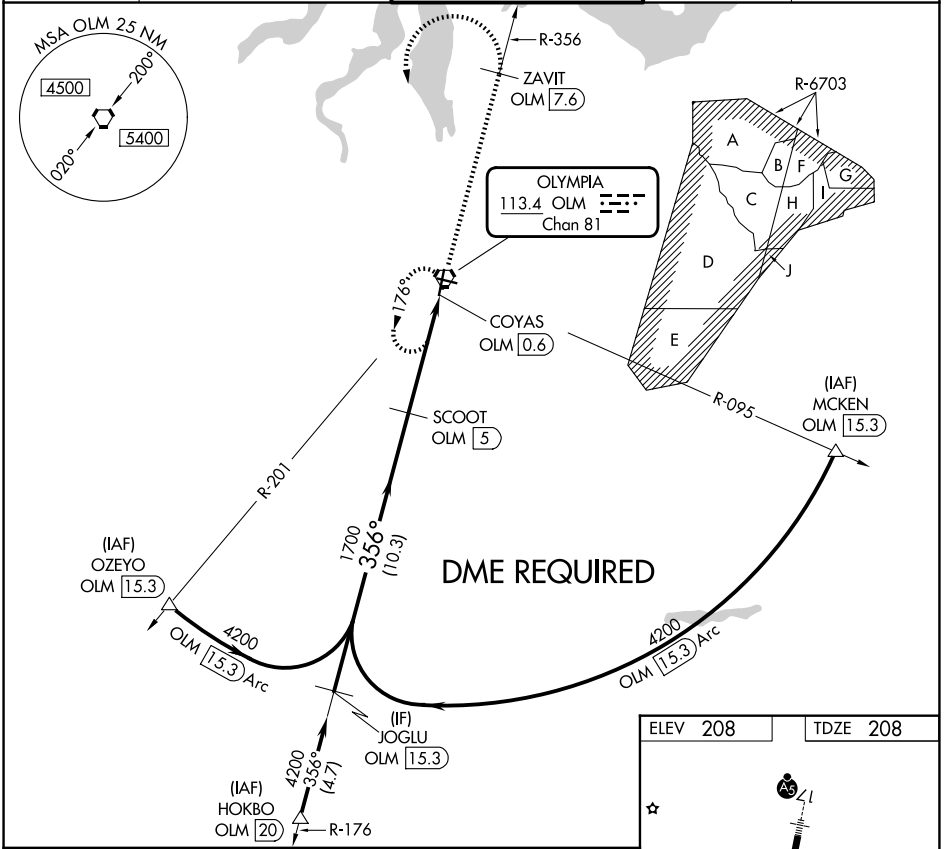 MSA OLM 25 NM
200°
4500
5400
020°
R-356
ZAVIT
OLM 7.6
R-6703
A
B
F
G
C
H
I
D
J
E
OLYMPIA
113.4 OLM
Chan 81
176°
COYAS
OLM 0.6
(IAF)
MCKEN
OLM 15.3
R-095
SCOOT
OLM 5
R-201
1700
356°
(10.3)
DME REQUIRED
(IAF)
OZEYO
OLM 15.3
4200
OLM 15.3 Arc
4200
OLM 15.3 Arc
(IF)
JOGLU
OLM 15.3
4200
356°
(4.7)
(IAF)
HOKBO
OLM 20
R-176
ELEV 208
TDZE 208
A5
17